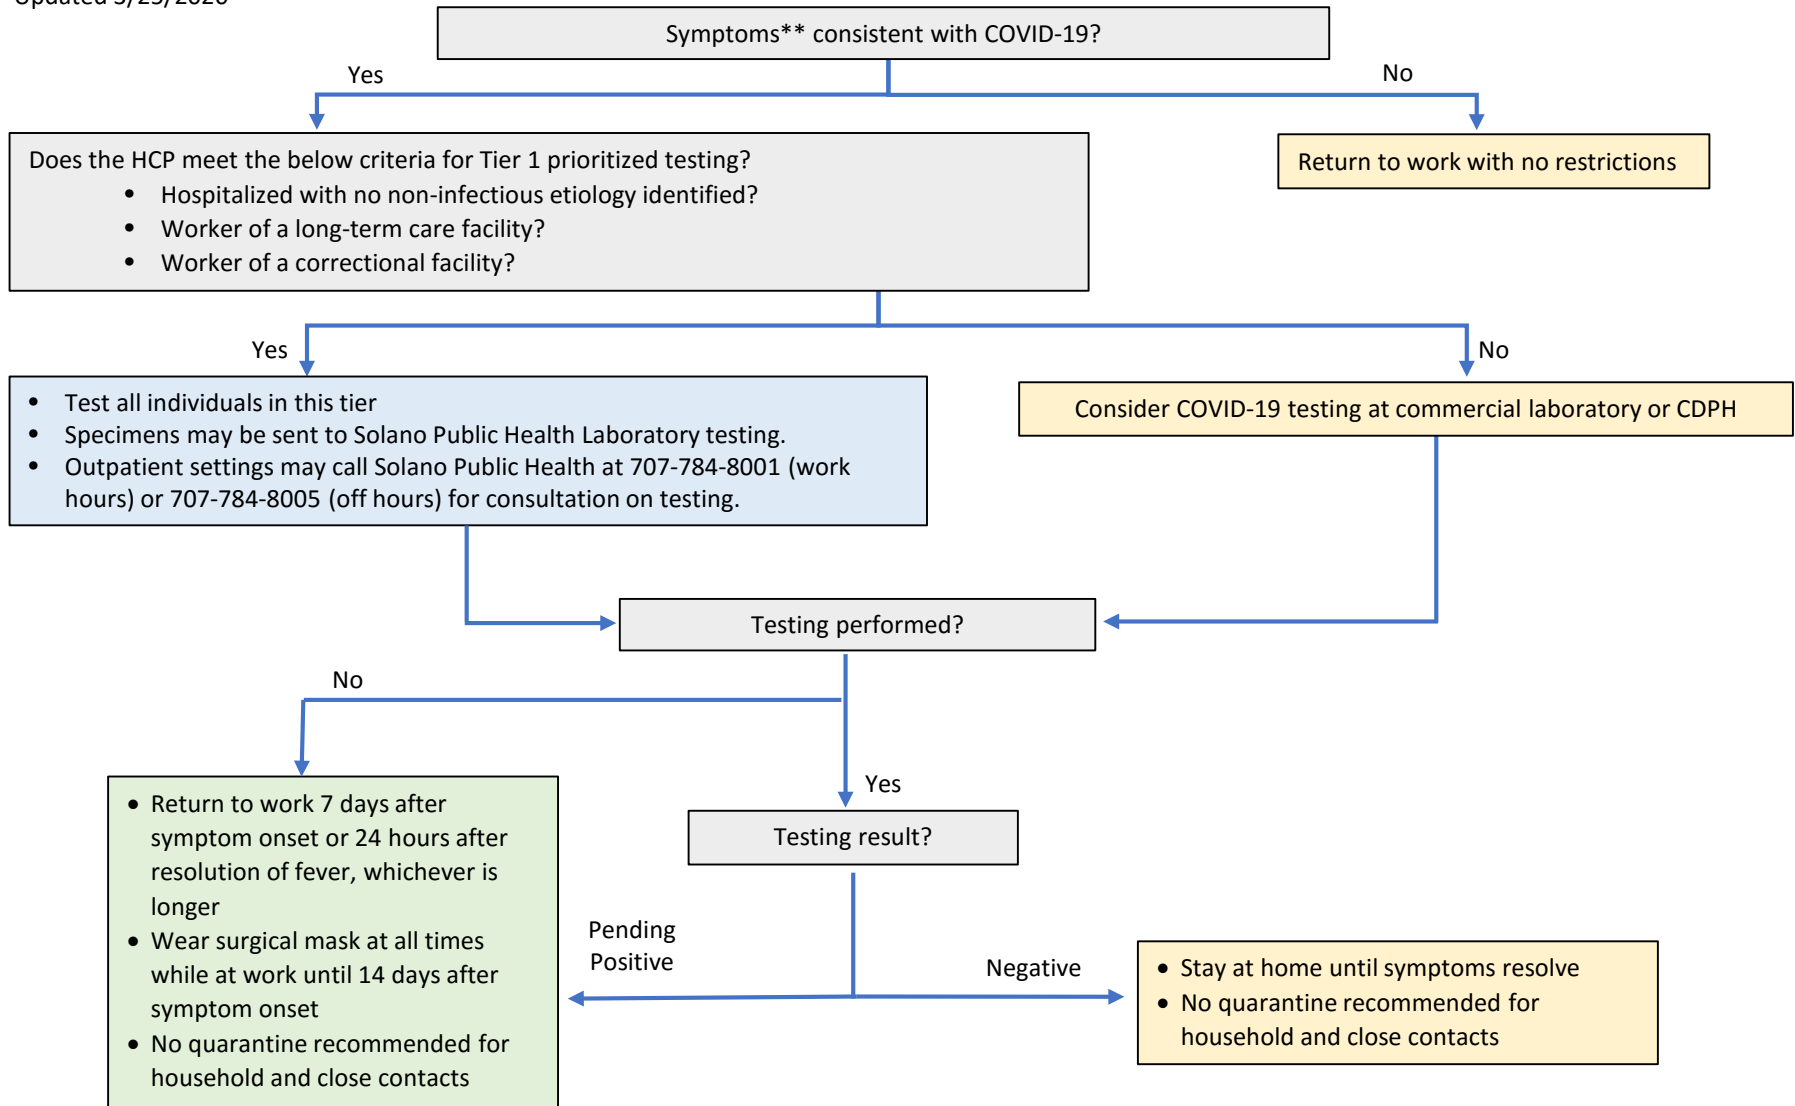 Updated
Symptoms** consistent with COVID-19?
Yes
No
Does the HCP meet the below criteria for Tier 1 prioritized testing?
• Hospitalized with no non-infectious etiology identified?
• Worker of a long-term care facility?
• Worker of a correctional facility?
Return to work with no restrictions
Yes
No
• Test all individuals in this tier
• Specimens may be sent to Solano Public Health Laboratory testing.
• Outpatient settings may call Solano Public Health at 707-784-8001 (work
hours) or 707-784-8005 (off hours) for consultation on testing.
Consider COVID-19 testing at commercial laboratory or CDPH
Testing performed?
No
Yes
• Return to work 7 days after
symptom onset or 24 hours after
resolution of fever, whichever is
longer
• Wear surgical mask at all times
while at work until 14 days after
symptom onset
• No quarantine recommended for
household and close contacts
Testing result?
Pending
Positive
Negative
• Stay at home until symptoms resolve
• No quarantine recommended for
household and close contacts